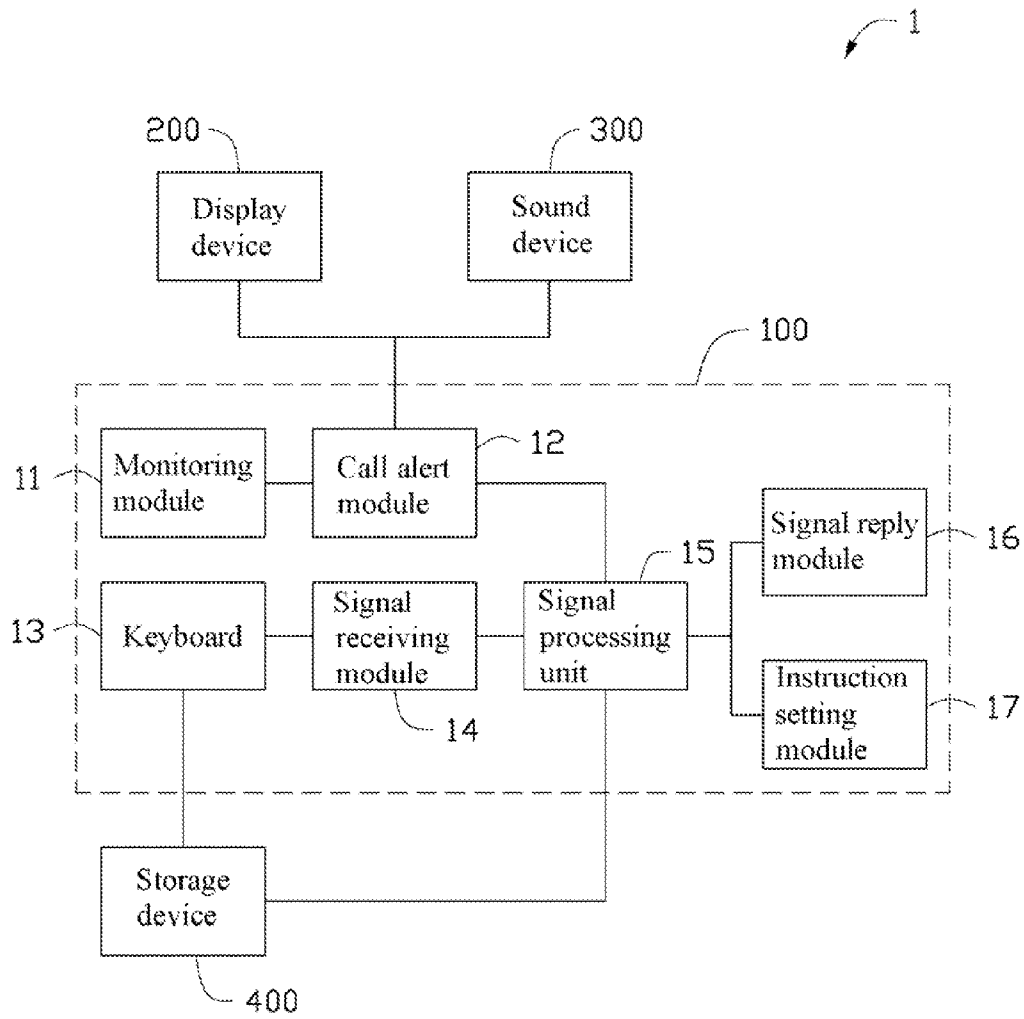 1
200
300
Display
device
Sound
device
100
11
Monitoring
module
Call alert
module
12
Signal reply
module
16
13
Keyboard
Signal
receiving
module
14
15
Signal
processing
unit
Instruction
setting
module
17
Storage
device
400